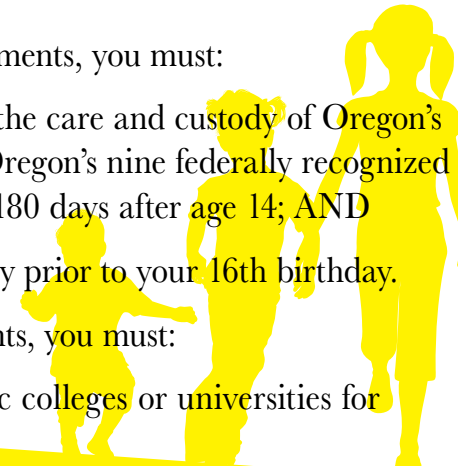 ments, you must:
the care and custody of Oregon's
Oregon's nine federally recognized
180 days after age 14; AND
y prior to your 16th birthday.
nts, you must:
c colleges or universities for